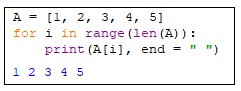 A = [1, 2, 3, 4, 5]
for i in range(len(A)):
    print(A[i], end = " ")
1 2 3 4 5